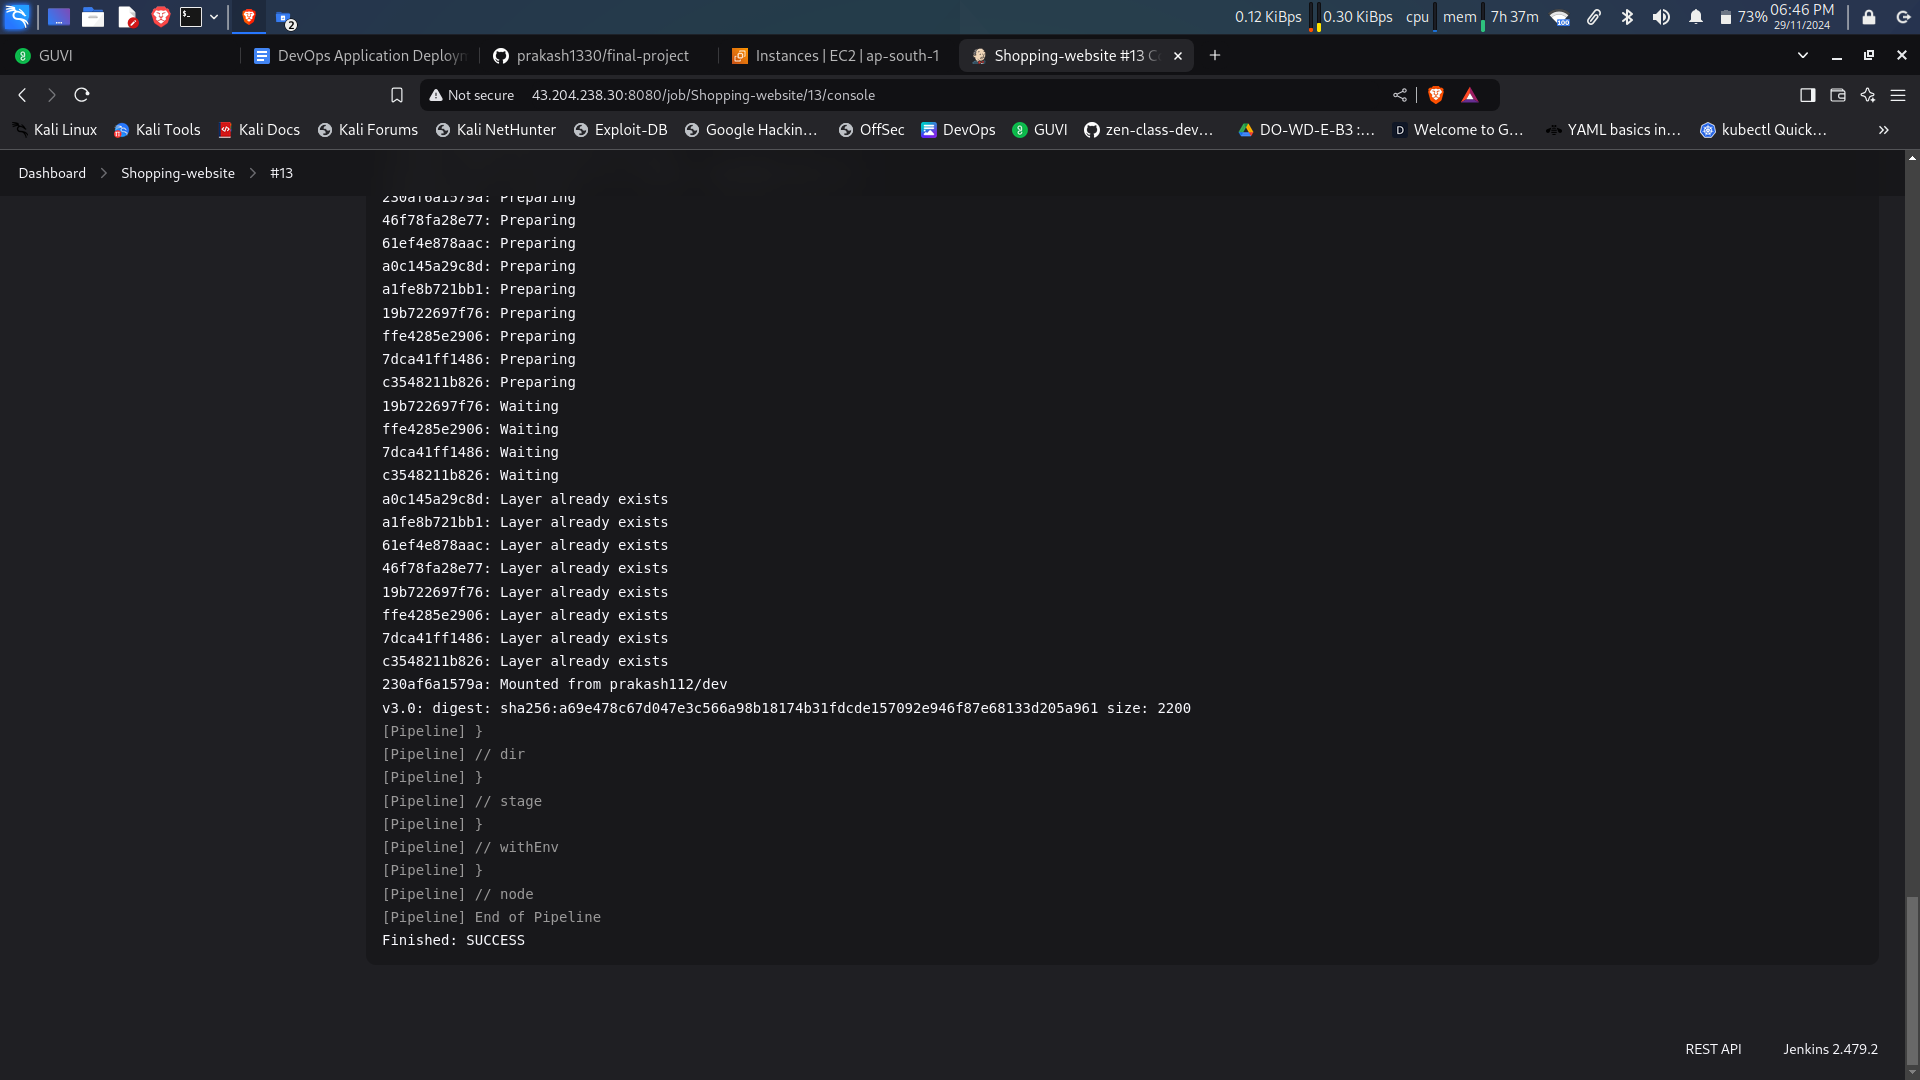 0.12 KiBps 0.30 KiBps cpu mem 7h 37m 100 73% 06:46 PM
29/11/2024
2
GUVI
DevOps Application Deploym
prakash1330/final-project
Instances | EC2 | ap-south-1
Shopping-website #13 Co
Not secure 43.204.238.30:8080/job/Shopping-website/13/console
Kali Linux Kali Tools Kali Docs Kali Forums Kali NetHunter Exploit-DB Google Hackin... OffSec DevOps GUVI zen-class-dev... DO-WD-E-B3 :... Welcome to G... YAML basics in... kubectl Quick... »
Dashboard > Shopping-website > #13
230af6a1579a: Preparing
46f78fa28e77: Preparing
61ef4e878aac: Preparing
a0c145a29c8d: Preparing
a1fe8b721bb1: Preparing
19b722697f76: Preparing
ffe4285e2906: Preparing
7dca41ff1486: Preparing
c3548211b826: Preparing
19b722697f76: Waiting
ffe4285e2906: Waiting
7dca41ff1486: Waiting
c3548211b826: Waiting
a0c145a29c8d: Layer already exists
a1fe8b721bb1: Layer already exists
61ef4e878aac: Layer already exists
46f78fa28e77: Layer already exists
19b722697f76: Layer already exists
ffe4285e2906: Layer already exists
7dca41ff1486: Layer already exists
c3548211b826: Layer already exists
230af6a1579a: Mounted from prakash112/dev
v3.0: digest: sha256:a69e478c67d047e3c566a98b18174b31fdcde157092e946f87e68133d205a961 size: 2200
[Pipeline] }
[Pipeline] // dir
[Pipeline] }
[Pipeline] // stage
[Pipeline] }
[Pipeline] // withEnv
[Pipeline] }
[Pipeline] // node
[Pipeline] End of Pipeline
Finished: SUCCESS
REST API Jenkins 2.479.2